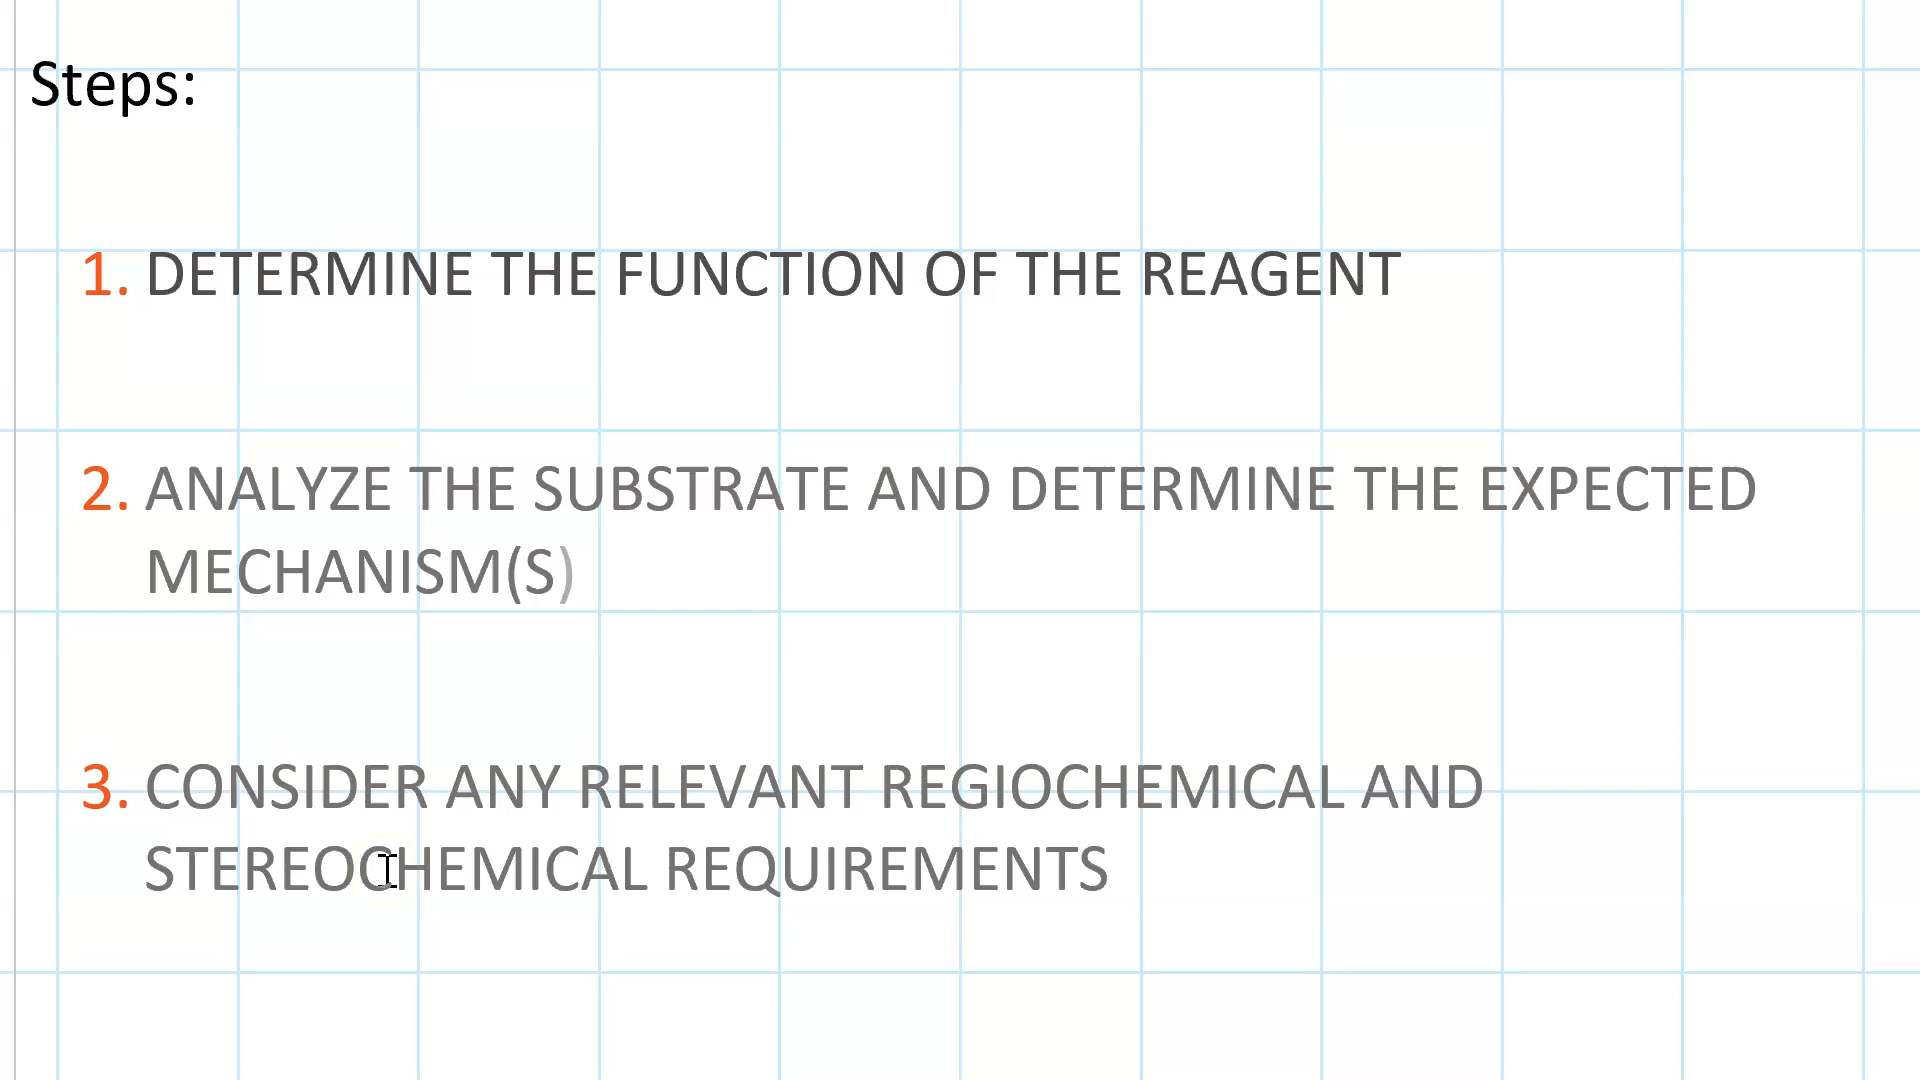 Steps:
1. DETERMINE THE FUNCTION OF THE REAGENT
2. ANALYZE THE SUBSTRATE AND DETERMINE THE EXPECTED
MECHANISM(S)
3. CONSIDER ANY RELEVANT REGIOCHEMICAL AND
STEREOCHEMICAL REQUIREMENTS